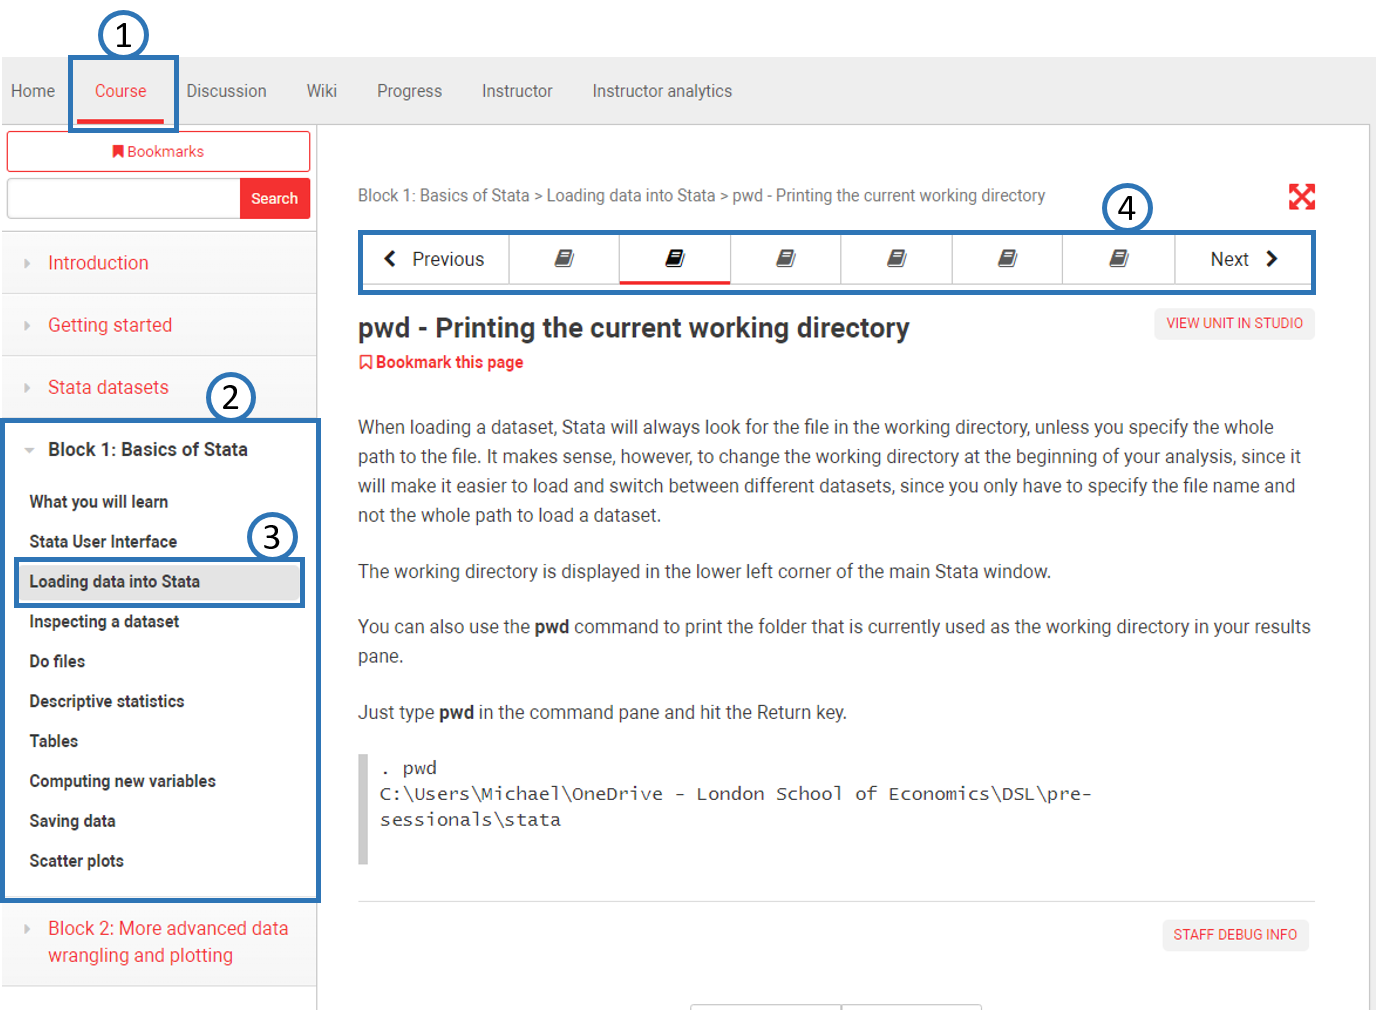 1
Home Course Discussion Wiki Progress Instructor Instructor analytics
Bookmarks
Search
Introduction
Getting started
Stata datasets
2
Block 1: Basics of Stata
What you will learn
Stata User Interface
3
Loading data into Stata
Inspecting a dataset
Do files
Descriptive statistics
Tables
Computing new variables
Saving data
Scatter plots
Block 2: More advanced data
wrangling and plotting
Block 1: Basics of Stata > Loading data into Stata > pwd - Printing the current working directory
4
Previous Next
pwd - Printing the current working directory
VIEW UNIT IN STUDIO
Bookmark this page
When loading a dataset, Stata will always look for the file in the working directory, unless you specify the whole
path to the file. It makes sense, however, to change the working directory at the beginning of your analysis, since it
will make it easier to load and switch between different datasets, since you only have to specify the file name and
not the whole path to load a dataset.
The working directory is displayed in the lower left corner of the main Stata window.
You can also use the pwd command to print the folder that is currently used as the working directory in your results
pane.
Just type pwd in the command pane and hit the Return key.
. pwd
C:\Users\Michael\OneDrive - London School of Economics\DSL\pre-
sessionals\stata
STAFF DEBUG INFO